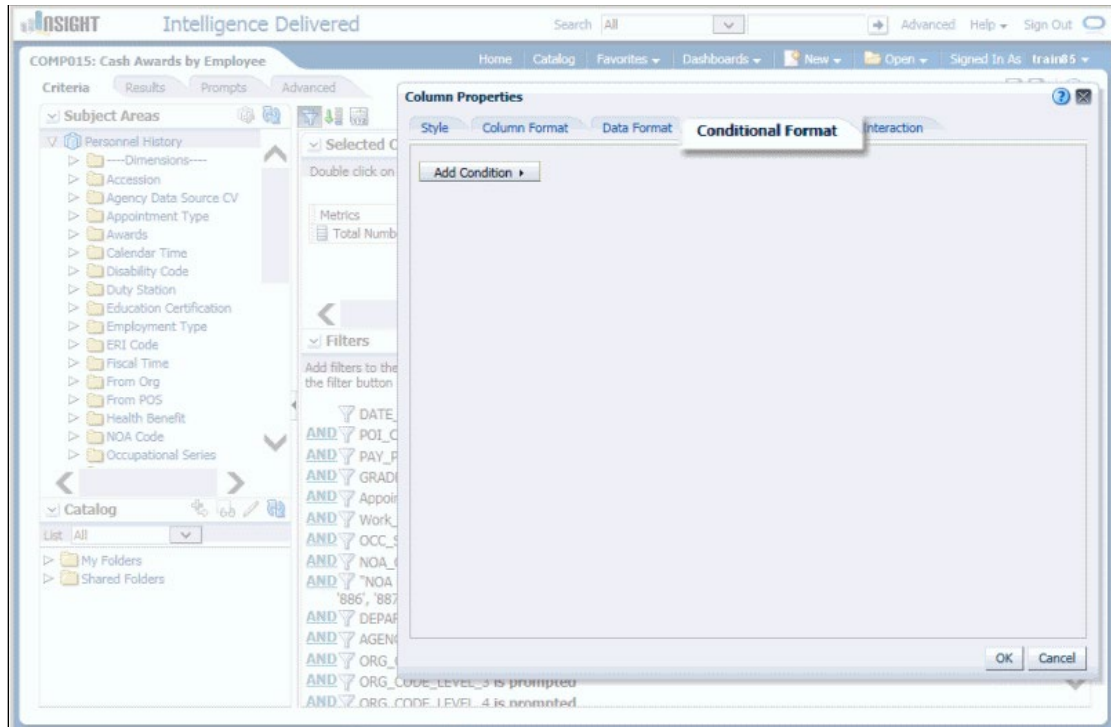 INSIGHT Intelligence Delivered Search All Advanced Help Sign Out
COMP015: Cash Awards by Employee Home Catalog Favorites Dashboards New Open Signed In As train85
Criteria Results Prompts Advanced
Column Properties
Style Column Format Data Format Conditional Format Interaction
Add Condition
Subject Areas
Personnel History
----Dimensions----
Accession
Agency Data Source CV
Appointment Type
Awards
Calendar Time
Disability Code
Duty Station
Education Certification
Employment Type
ERI Code
Fiscal Time
From Org
From POS
Health Benefit
NOA Code
Occupational Series
Catalog
List All
My Folders
Shared Folders
Selected C
Double click on
Metrics
Total Numb
Filters
Add filters to the
the filter button
DATE_
AND POI_C
AND PAY_P
AND GRAD
AND Appoin
AND Work_
AND OCC_S
AND NOA_
AND "NOA
'886', '887
AND DEPAR
AND AGEN
AND ORG_
AND ORG_CODE_LEVEL_3 is prompted
AND ORG_CODE_LEVEL_4 is prompted
OK Cancel